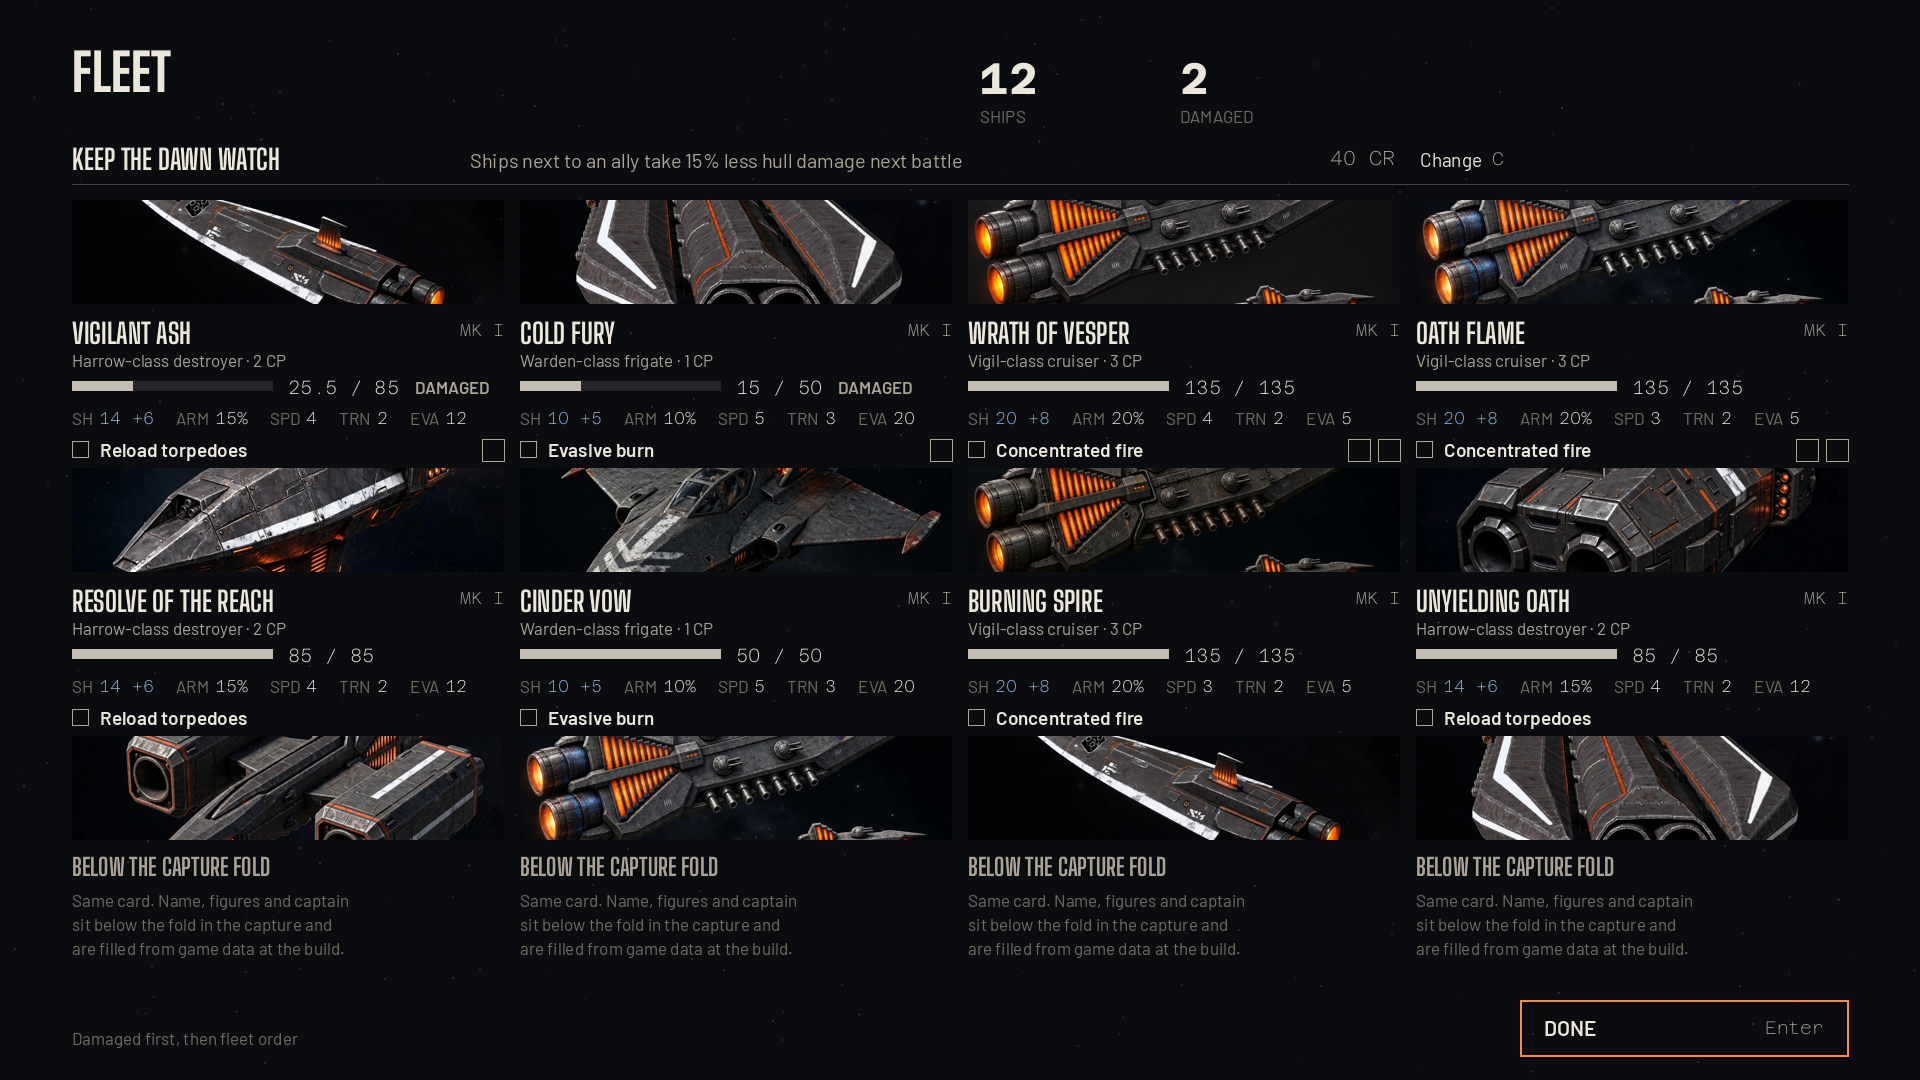 FLEET
12
SHIPS
2
DAMAGED
KEEP THE DAWN WATCH
Ships next to an ally take 15% less hull damage next battle
40 CR
Change C
VIGILANT ASH
MK I
Harrow-class destroyer · 2 CP
25.5 / 85 DAMAGED
SH 14 +6 ARM 15% SPD 4 TRN 2 EVA 12
Reload torpedoes
COLD FURY
MK I
Warden-class frigate · 1 CP
15 / 50 DAMAGED
SH 10 +5 ARM 10% SPD 5 TRN 3 EVA 20
Evasive burn
WRATH OF VESPER
MK I
Vigil-class cruiser · 3 CP
135 / 135
SH 20 +8 ARM 20% SPD 4 TRN 2 EVA 5
Concentrated fire
OATH FLAME
MK I
Vigil-class cruiser · 3 CP
135 / 135
SH 20 +8 ARM 20% SPD 3 TRN 2 EVA 5
Concentrated fire
RESOLVE OF THE REACH
MK I
Harrow-class destroyer · 2 CP
85 / 85
SH 14 +6 ARM 15% SPD 4 TRN 2 EVA 12
Reload torpedoes
CINDER VOW
MK I
Warden-class frigate · 1 CP
50 / 50
SH 10 +5 ARM 10% SPD 5 TRN 3 EVA 20
Evasive burn
BURNING SPIRE
MK I
Vigil-class cruiser · 3 CP
135 / 135
SH 20 +8 ARM 20% SPD 3 TRN 2 EVA 5
Concentrated fire
UNYIELDING OATH
MK I
Harrow-class destroyer · 2 CP
85 / 85
SH 14 +6 ARM 15% SPD 4 TRN 2 EVA 12
Reload torpedoes
BELOW THE CAPTURE FOLD
Same card. Name, figures and captain
sit below the fold in the capture and
are filled from game data at the build.
BELOW THE CAPTURE FOLD
Same card. Name, figures and captain
sit below the fold in the capture and
are filled from game data at the build.
BELOW THE CAPTURE FOLD
Same card. Name, figures and captain
sit below the fold in the capture and
are filled from game data at the build.
BELOW THE CAPTURE FOLD
Same card. Name, figures and captain
sit below the fold in the capture and
are filled from game data at the build.
Damaged first, then fleet order
DONE Enter